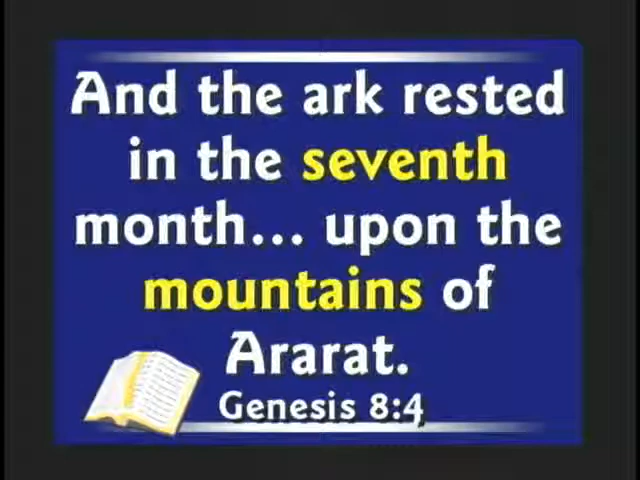 And the ark rested
in the seventh
month... upon the
mountains of
Ararat.
Genesis 8:4